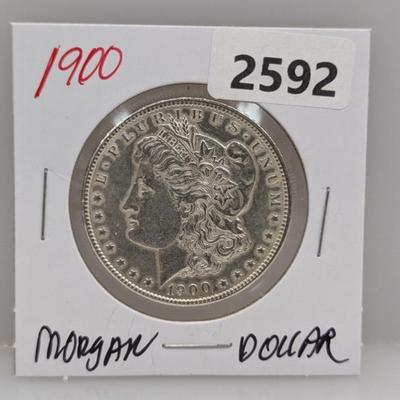 1900
2592
E·PLURIBUS·UNUM
LIBERTY
1900
MORGAN DOLLAR